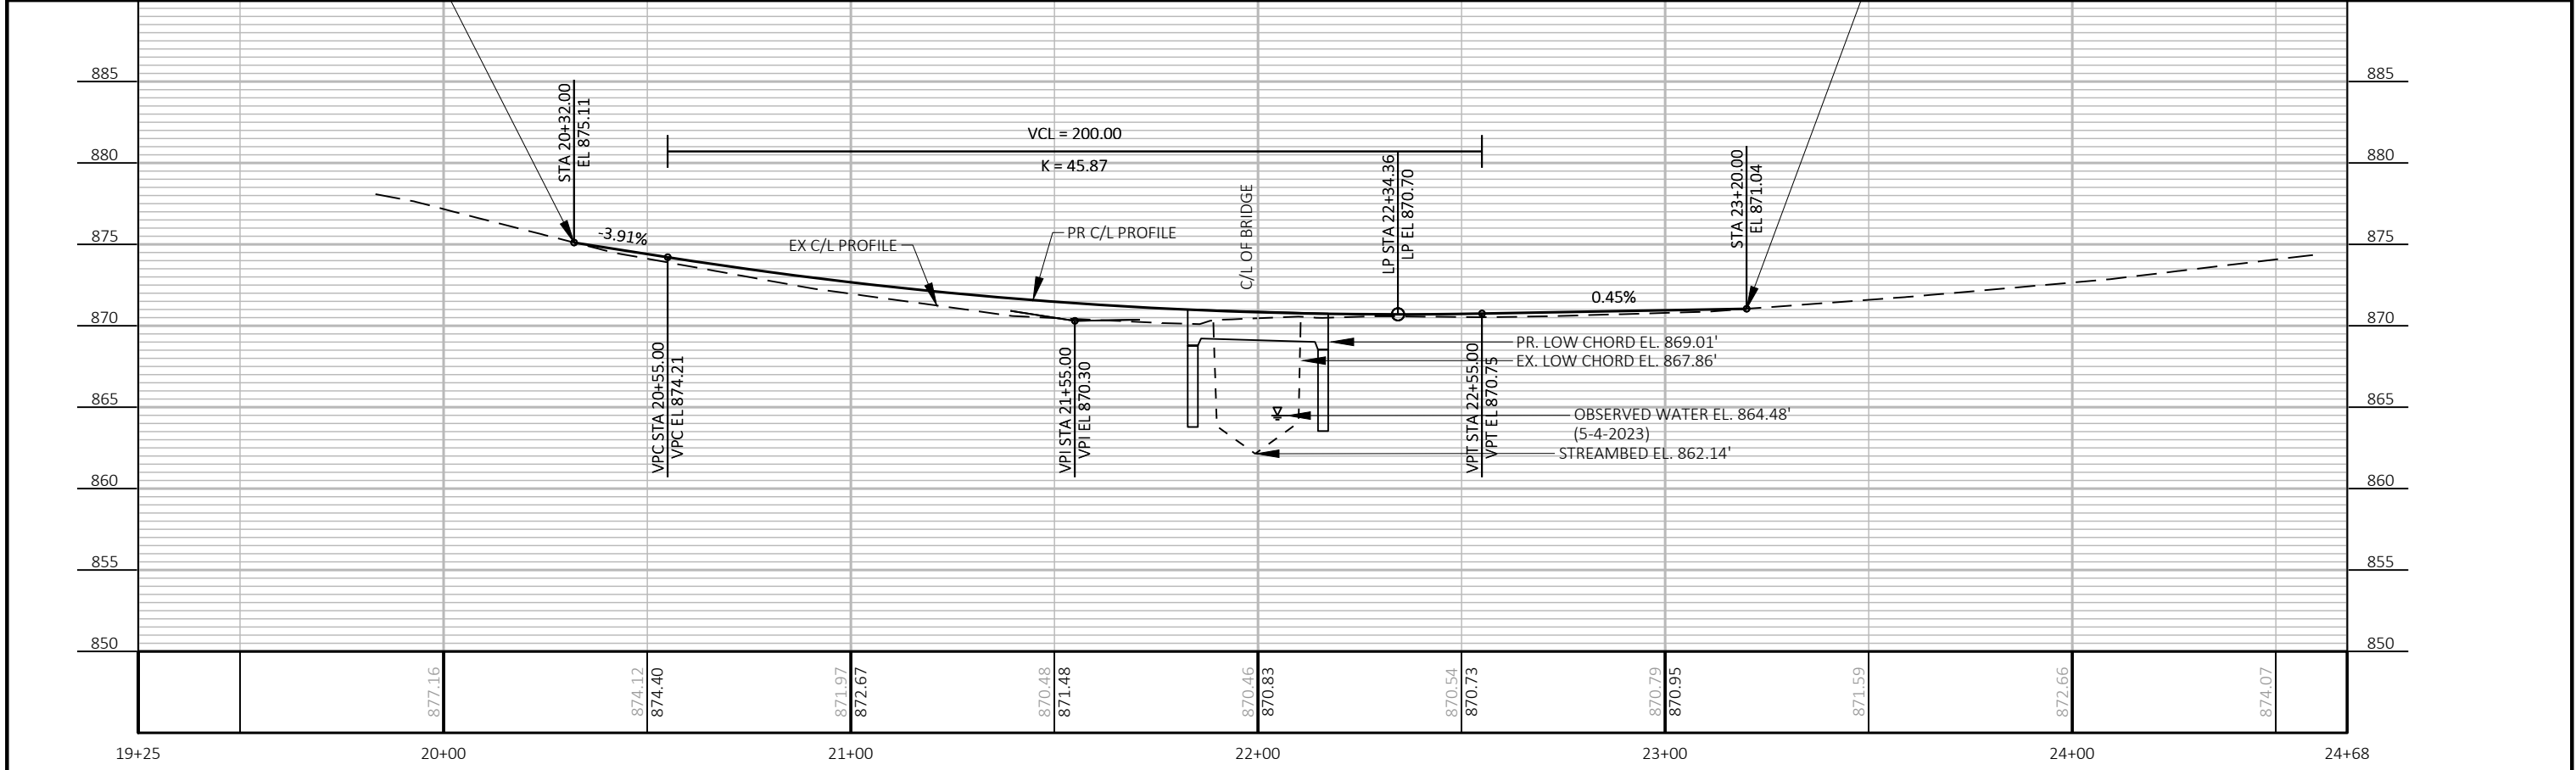 885
885
880
880
875
875
870
870
865
865
860
860
855
855
850
850
STA 20+32.00
EL 875.11
-3.91%
VCL = 200.00
K = 45.87
EX C/L PROFILE
PR C/L PROFILE
C/L OF BRIDGE
LP STA 22+34.36
LP EL 870.70
STA 23+20.00
EL 871.04
0.45%
VPC STA 20+55.00
VPC EL 874.21
VPI STA 21+55.00
VPI EL 870.30
VPT STA 22+55.00
VPT EL 870.75
PR. LOW CHORD EL. 869.01'
EX. LOW CHORD EL. 867.86'
OBSERVED WATER EL. 864.48'
(5-4-2023)
STREAMBED EL. 862.14'
877.16
874.12
874.40
871.97
872.67
870.48
871.48
870.46
870.83
870.54
870.73
870.79
870.95
871.59
872.66
874.07
19+25
20+00
21+00
22+00
23+00
24+00
24+68